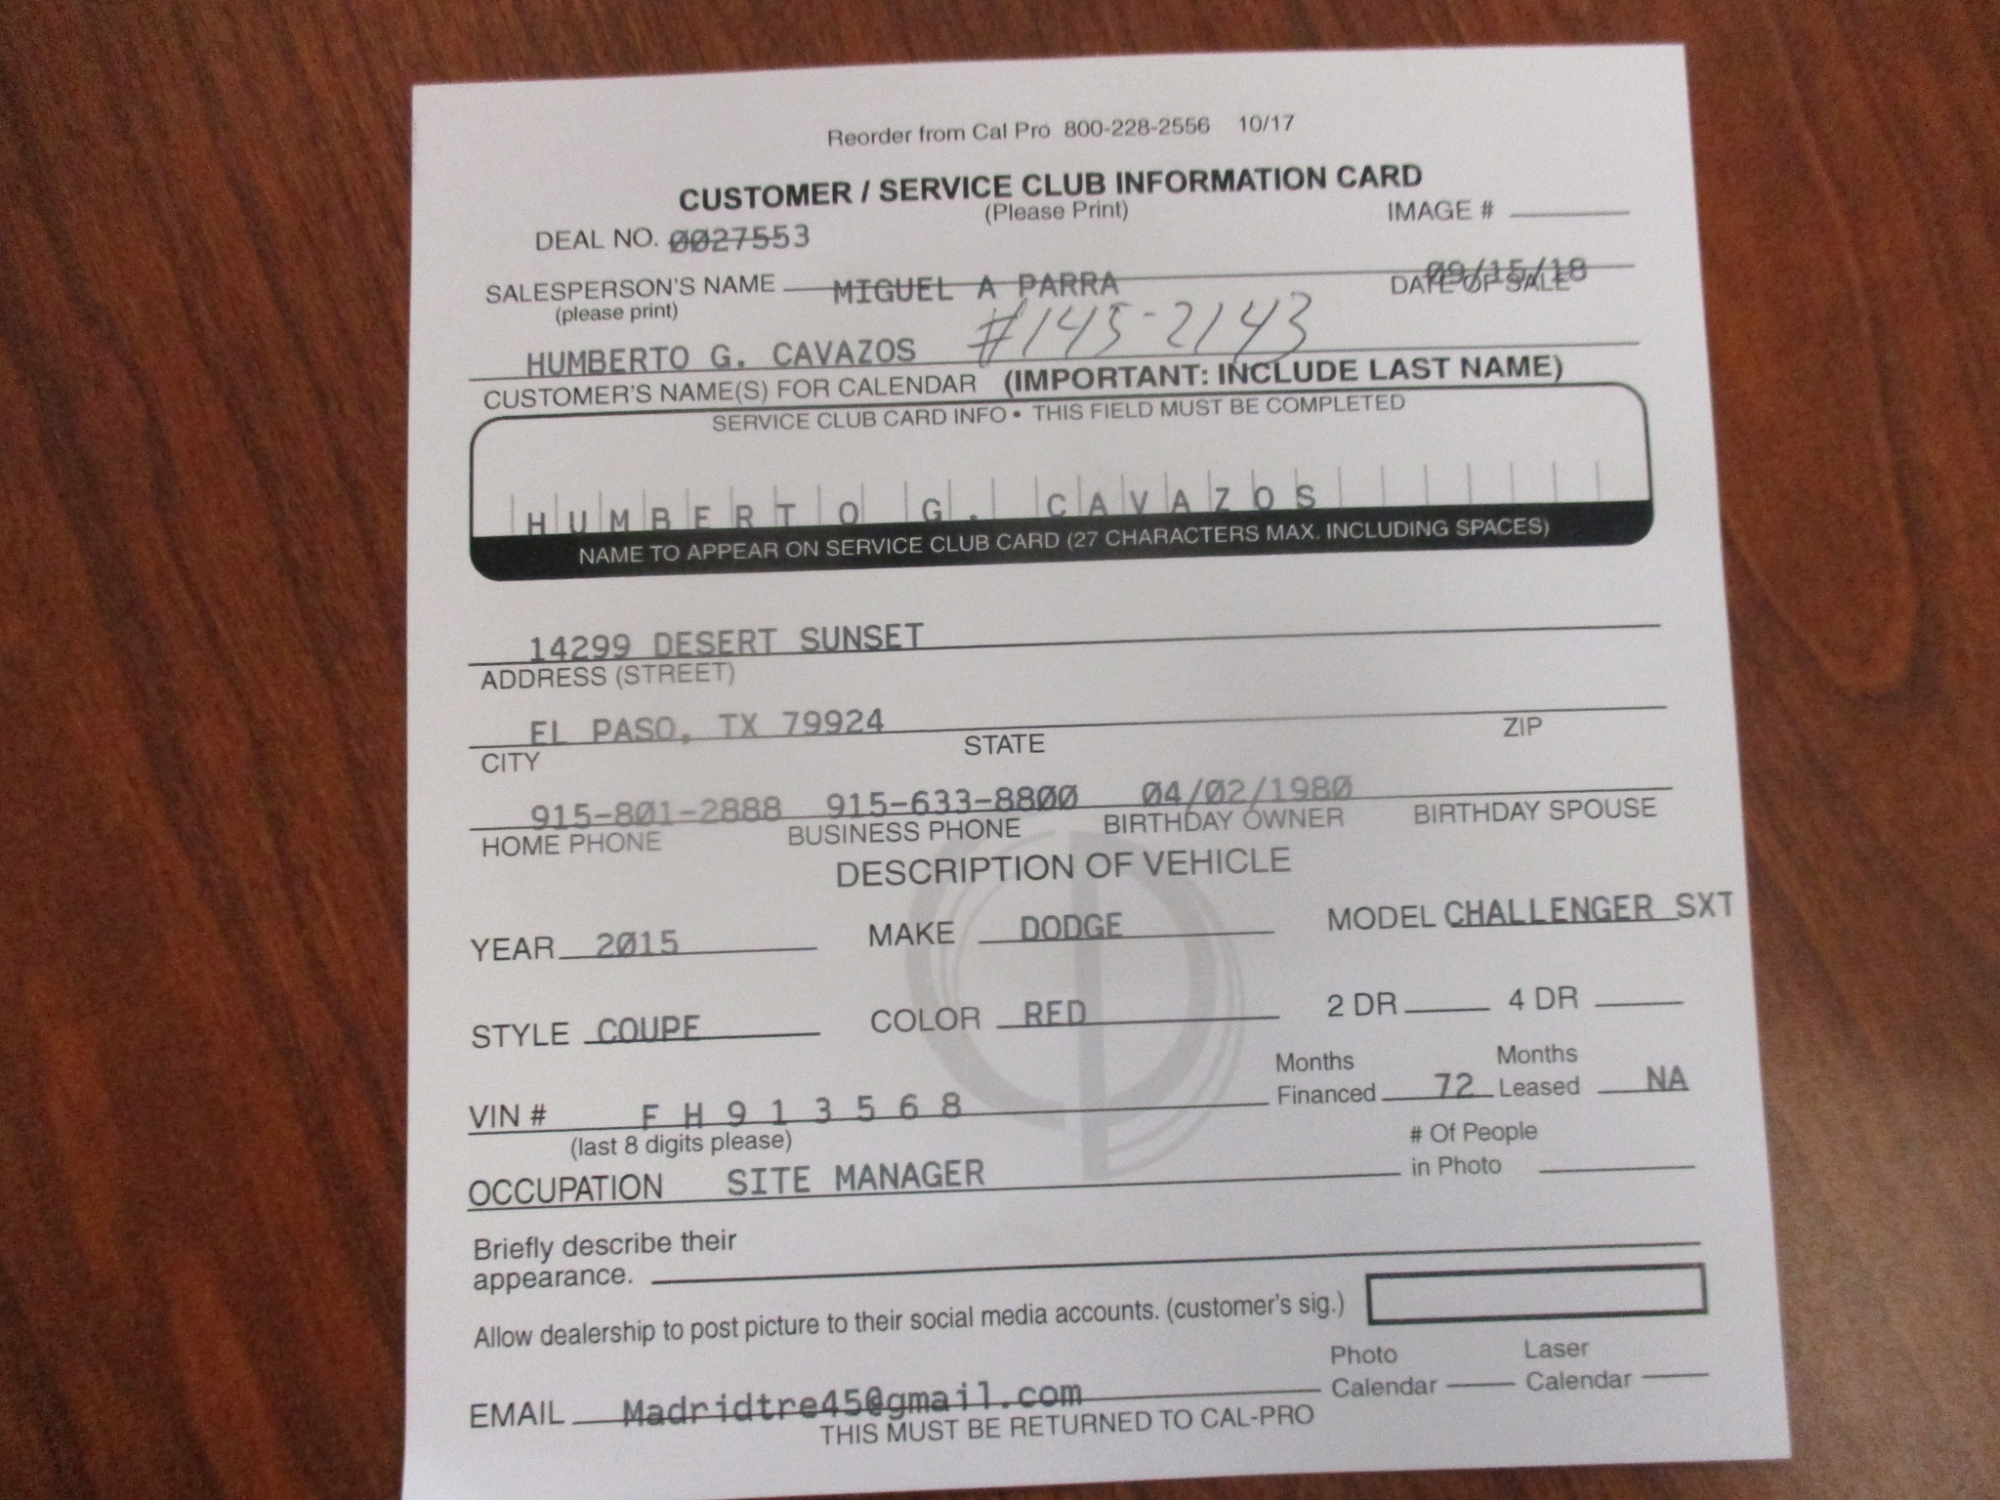 Reorder from Cal Pro 800-228-2556 10/17
CUSTOMER / SERVICE CLUB INFORMATION CARD
(Please Print)
IMAGE #
DEAL NO. 0027553
SALESPERSON'S NAME MIGUEL A PARRA DATE OF SALE 09/15/18
(please print)
HUMBERTO G. CAVAZOS #145-2143
CUSTOMER'S NAME(S) FOR CALENDAR (IMPORTANT: INCLUDE LAST NAME)
SERVICE CLUB CARD INFO • THIS FIELD MUST BE COMPLETED
HUMBERTO G. CAVAZOS
NAME TO APPEAR ON SERVICE CLUB CARD (27 CHARACTERS MAX. INCLUDING SPACES)
14299 DESERT SUNSET
ADDRESS (STREET)
EL PASO, TX 79924
CITY STATE ZIP
915-801-2888 915-633-8800 04/02/1980
HOME PHONE BUSINESS PHONE BIRTHDAY OWNER BIRTHDAY SPOUSE
DESCRIPTION OF VEHICLE
YEAR 2015 MAKE DODGE MODEL CHALLENGER SXT
STYLE COUPE COLOR RED 2 DR 4 DR
VIN # F H 9 1 3 5 6 8 Months Financed 72 Months Leased NA
(last 8 digits please)
OCCUPATION SITE MANAGER # Of People in Photo
Briefly describe their
appearance.
Allow dealership to post picture to their social media accounts. (customer's sig.)
EMAIL Madridtre45@gmail.com Photo Calendar Laser Calendar
THIS MUST BE RETURNED TO CAL-PRO